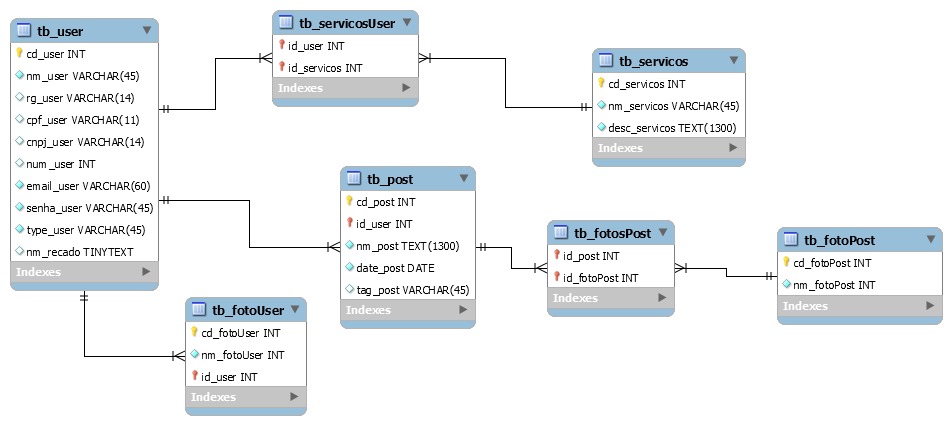 tb_user
cd_user INT
nm_user VARCHAR(45)
rg_user VARCHAR(14)
cpf_user VARCHAR(11)
cnpj_user VARCHAR(14)
num_user INT
email_user VARCHAR(60)
senha_user VARCHAR(45)
type_user VARCHAR(45)
nm_recado TINYTEXT
Indexes
tb_servicosUser
id_user INT
id_servicos INT
Indexes
tb_servicos
cd_servicos INT
nm_servicos VARCHAR(45)
desc_servicos TEXT(1300)
Indexes
tb_post
cd_post INT
id_user INT
nm_post TEXT(1300)
date_post DATE
tag_post VARCHAR(45)
Indexes
tb_fotosPost
id_post INT
id_fotoPost INT
Indexes
tb_fotoPost
cd_fotoPost INT
nm_fotoPost INT
Indexes
tb_fotoUser
cd_fotoUser INT
nm_fotoUser INT
id_user INT
Indexes